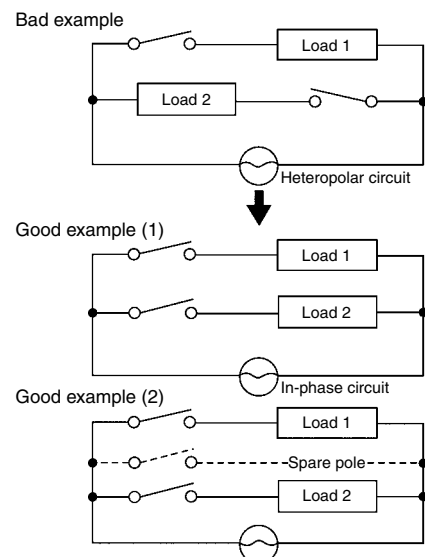 Bad example
Load 1
Load 2
Heteropolar circuit
Good example (1)
Load 1
Load 2
In-phase circuit
Good example (2)
Load 1
Spare pole
Load 2